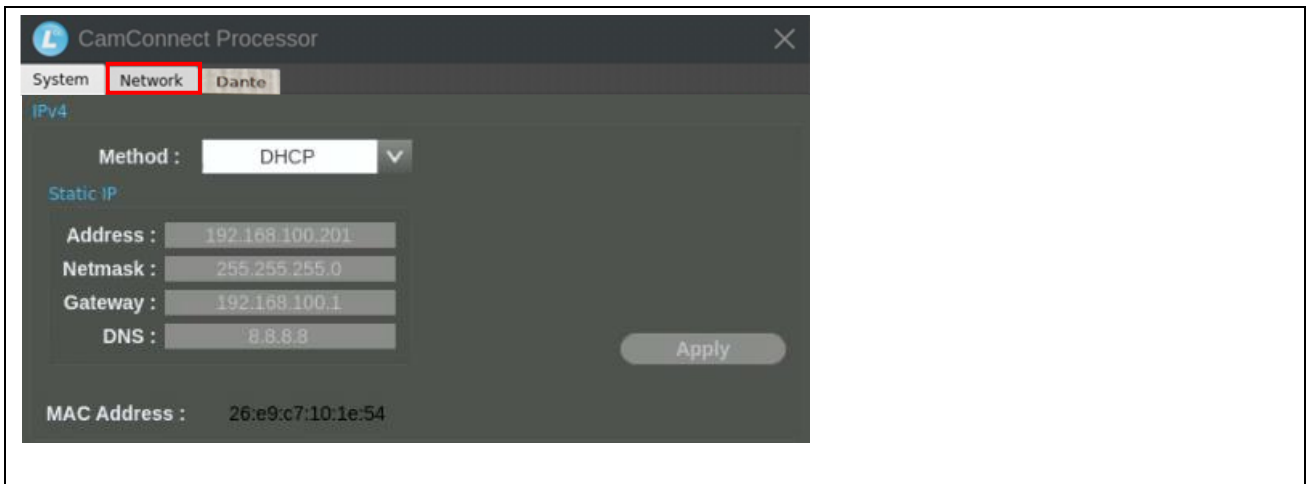 CamConnect Processor
System Network Dante
IPv4
Method : DHCP
Static IP
Address : 192.168.100.201
Netmask : 255.255.255.0
Gateway : 192.168.100.1
DNS : 8.8.8.8
Apply
MAC Address : 26:e9:c7:10:1e:54